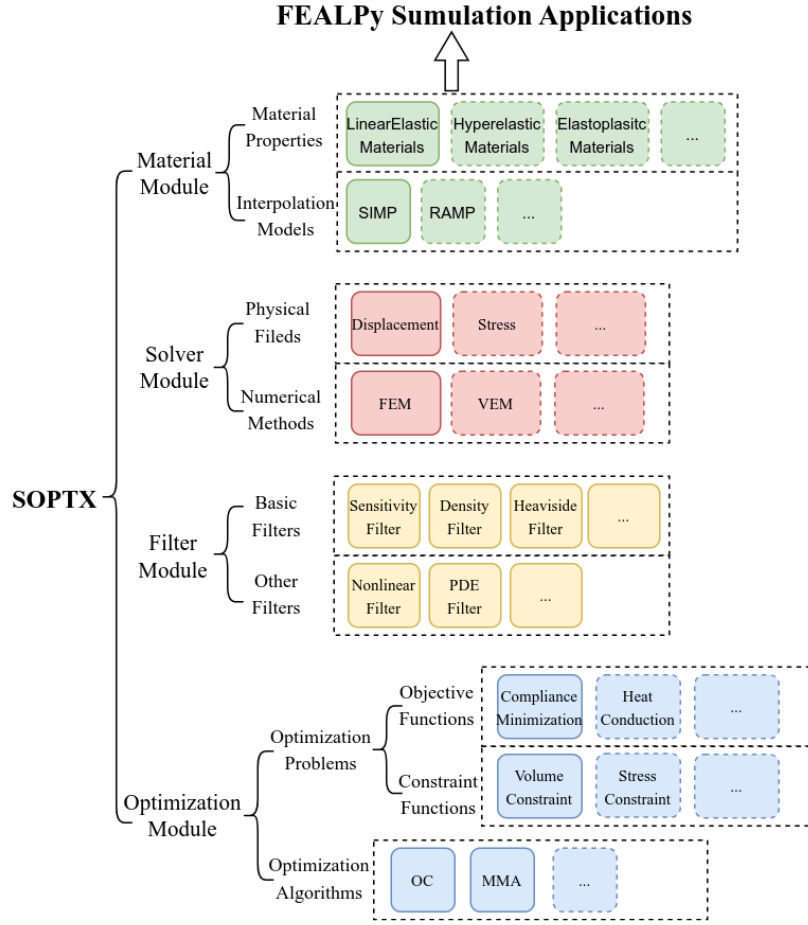 FEALPy Sumulation Applications
Material
Properties
LinearElastic
Materials
Hyperelastic
Materials
Elastoplasitc
Materials
...
Material
Module
Interpolation
Models
SIMP
RAMP
...
Physical
Fileds
Displacement
Stress
...
Solver
Module
Numerical
Methods
FEM
VEM
...
SOPTX
Basic
Filters
Sensitivity
Filter
Density
Filter
Heaviside
Filter
...
Filter
Module
Other
Filters
Nonlinear
Filter
PDE
Filter
...
Optimization
Module
Optimization
Problems
Objective
Functions
Compliance
Minimization
Heat
Conduction
...
Constraint
Functions
Volume
Constraint
Stress
Constraint
...
Optimization
Algorithms
OC
MMA
...